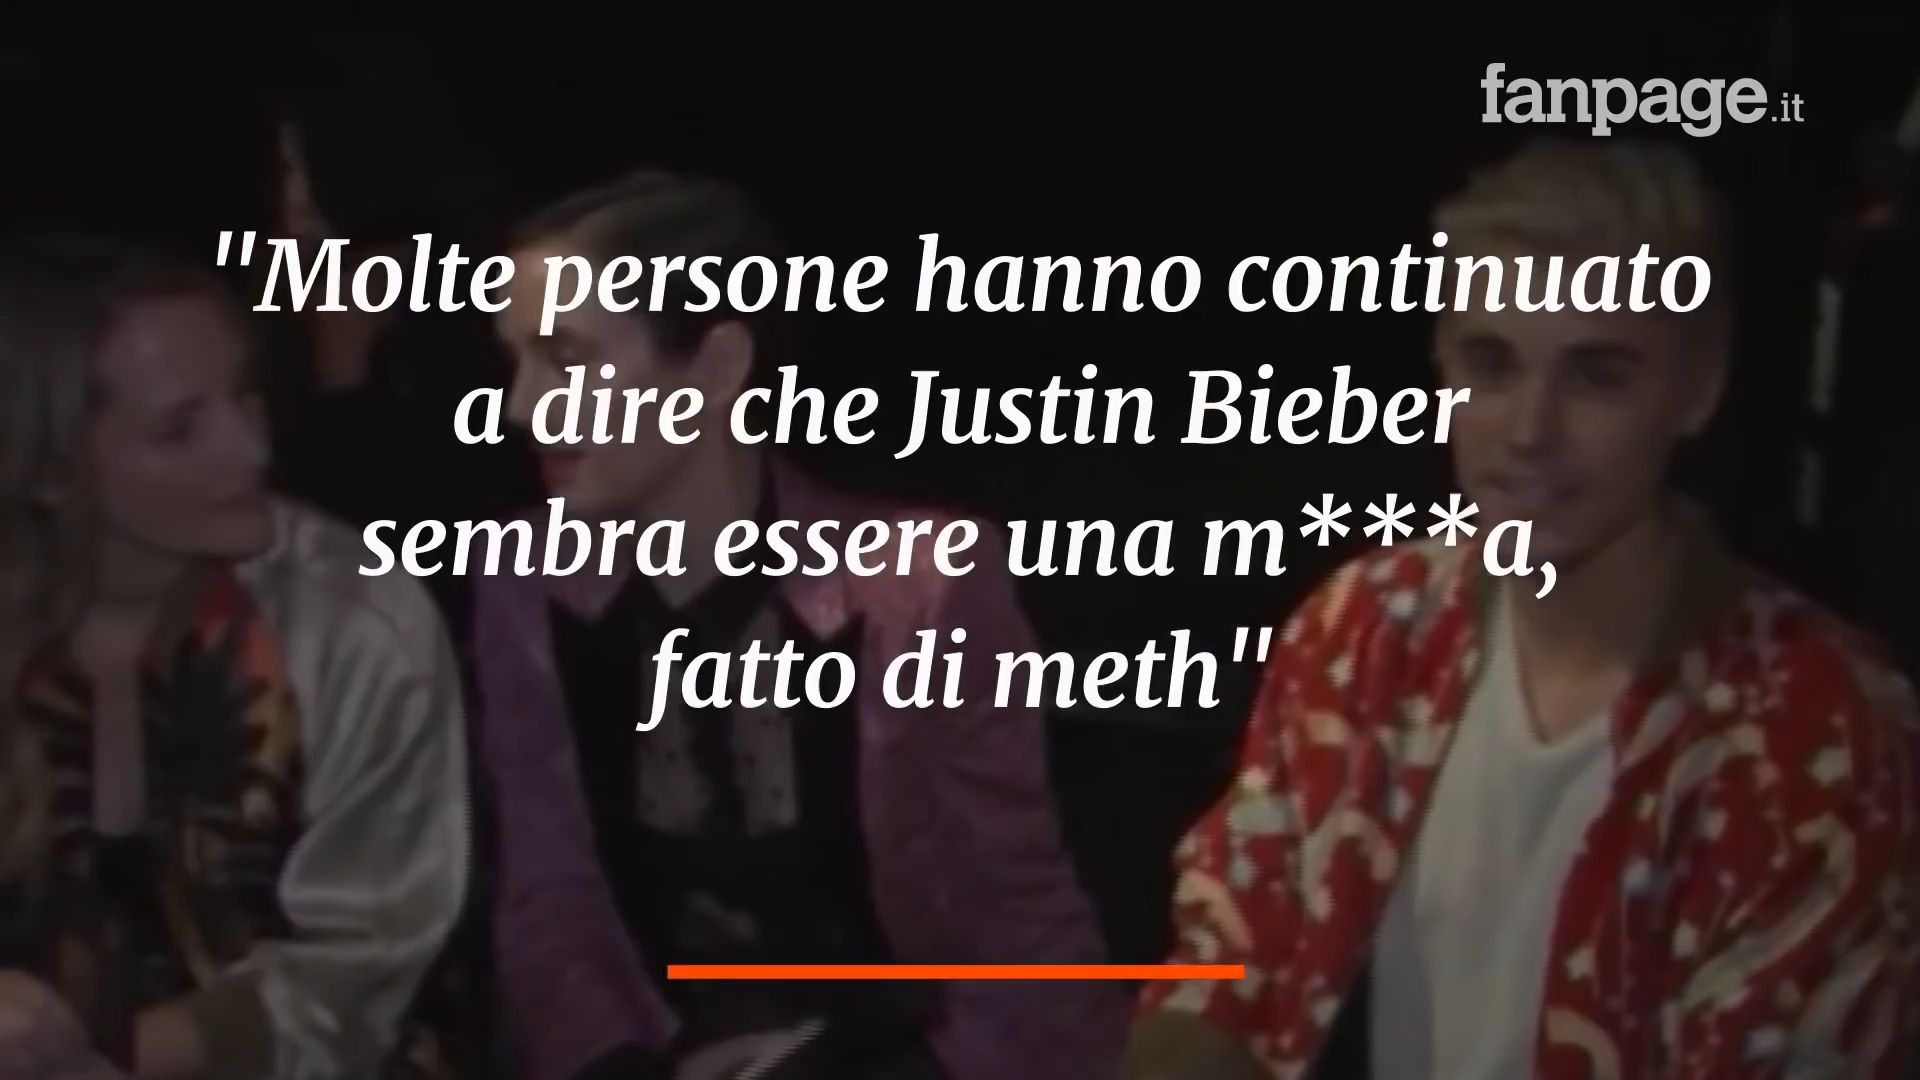 fanpage.it
"Molte persone hanno continuato
a dire che Justin Bieber
sembra essere una m***a,
fatto di meth"